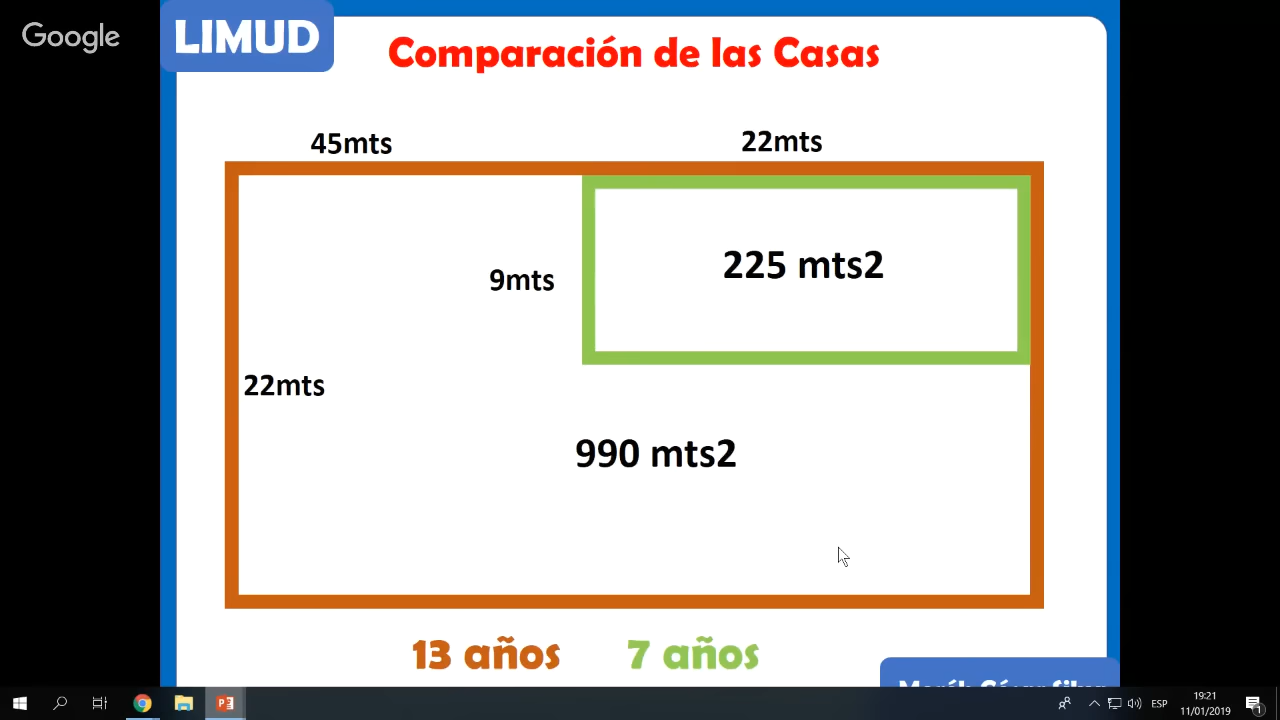 Google
LIMUD
Comparación de las Casas
45mts
22mts
225 mts2
9mts
22mts
990 mts2
13 años
7 años
ESP
19:21
11/01/2019
1